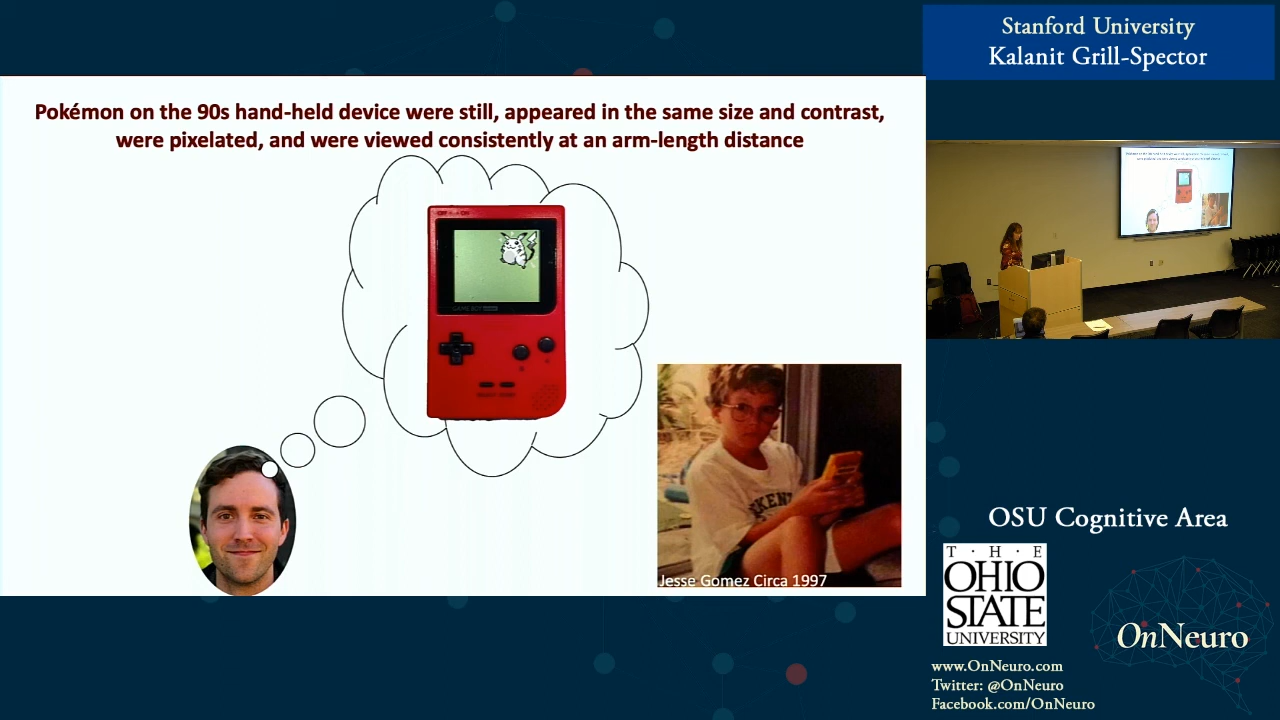 Stanford University
Kalanit Grill-Spector
Pokémon on the 90s hand-held device were still, appeared in the same size and contrast,
were pixelated, and were viewed consistently at an arm-length distance
Jesse Gomez Circa 1997
OSU Cognitive Area
T · H · E
OHIO
STATE
UNIVERSITY
OnNeuro
www.OnNeuro.com
Twitter: @OnNeuro
Facebook.com/OnNeuro